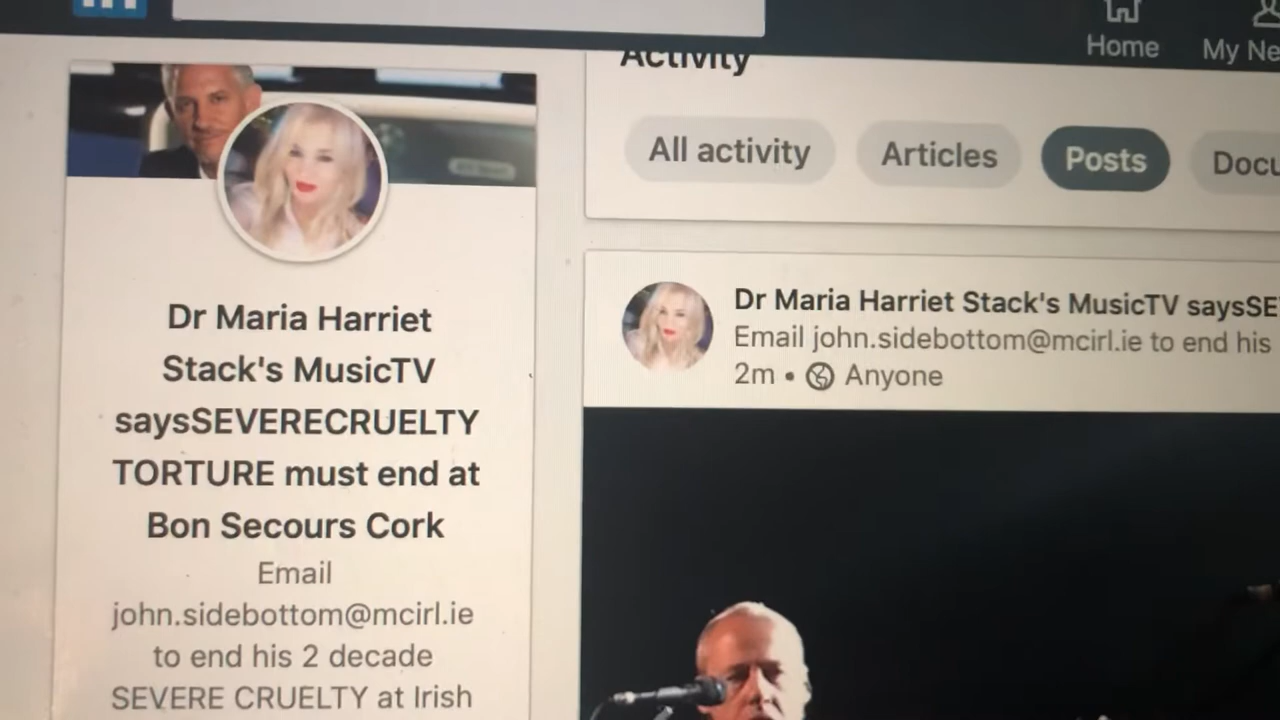 in
Home
My Ne
Activity
All activity
Articles
Posts
Docu
Dr Maria Harriet
Stack's MusicTV
saysSEVERECRUELTY
TORTURE must end at
Bon Secours Cork
Email
john.sidebottom@mcirl.ie
to end his 2 decade
SEVERE CRUELTY at Irish
Dr Maria Harriet Stack's MusicTV saysSE
Email john.sidebottom@mcirl.ie to end his
2m • Anyone